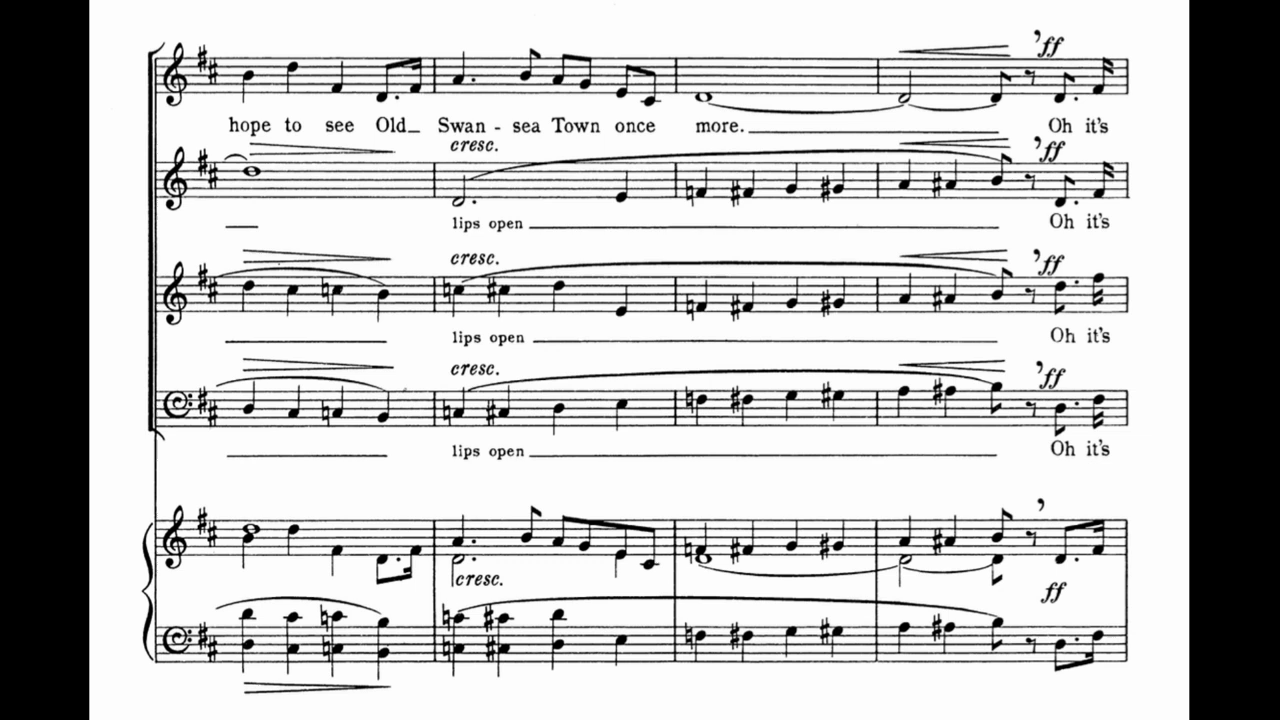 ff
hope to see Old_ Swan - sea Town once more. Oh it's
cresc. ff
lips open Oh it's
cresc. ff
lips open Oh it's
cresc. ff
lips open Oh it's
cresc. ff